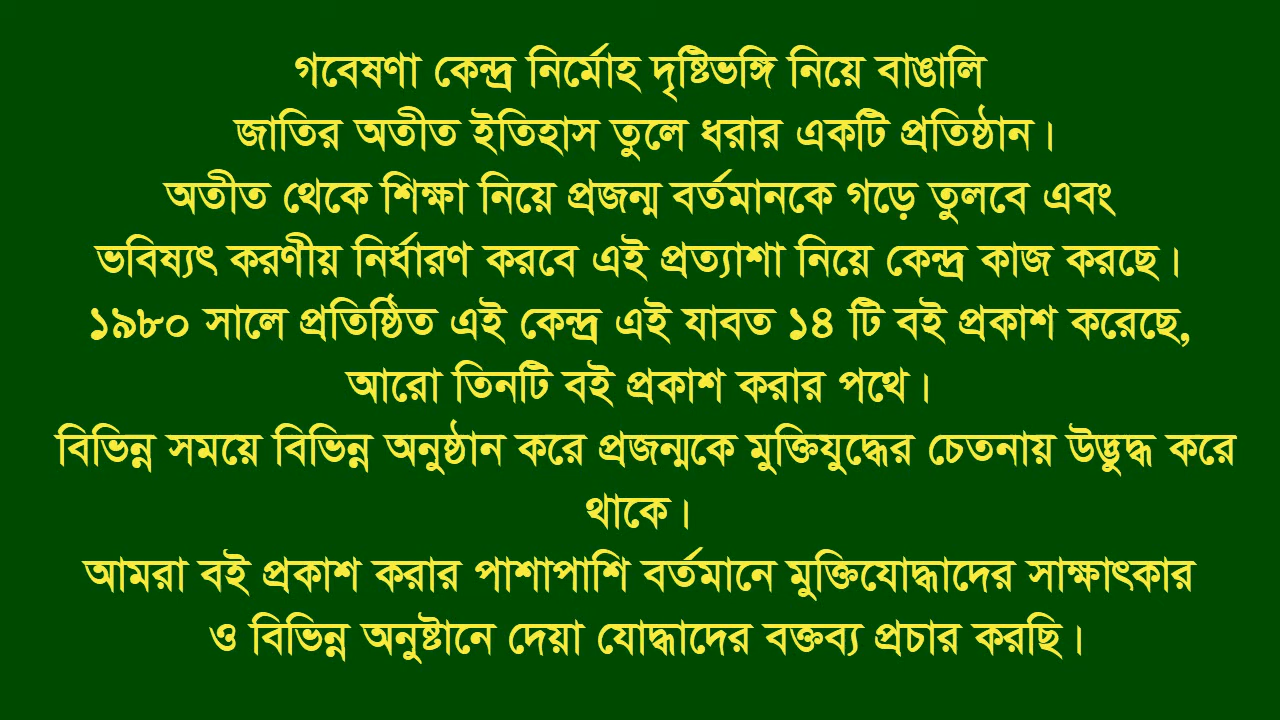 গবেষণা কেন্দ্র নির্মোহ দৃষ্টিভঙ্গি নিয়ে বাঙালি
জাতির অতীত ইতিহাস তুলে ধরার একটি প্রতিষ্ঠান।
অতীত থেকে শিক্ষা নিয়ে প্রজন্ম বর্তমানকে গড়ে তুলবে এবং
ভবিষ্যৎ করণীয় নির্ধারণ করবে এই প্রত্যাশা নিয়ে কেন্দ্র কাজ করছে।
১৯৮০ সালে প্রতিষ্ঠিত এই কেন্দ্র এই যাবত ১৪ টি বই প্রকাশ করেছে,
আরো তিনটি বই প্রকাশ করার পথে।
বিভিন্ন সময়ে বিভিন্ন অনুষ্ঠান করে প্রজন্মকে মুক্তিযুদ্ধের চেতনায় উদ্ভুদ্ধ করে
থাকে।
আমরা বই প্রকাশ করার পাশাপাশি বর্তমানে মুক্তিযোদ্ধাদের সাক্ষাৎকার
ও বিভিন্ন অনুষ্টানে দেয়া যোদ্ধাদের বক্তব্য প্রচার করছি।